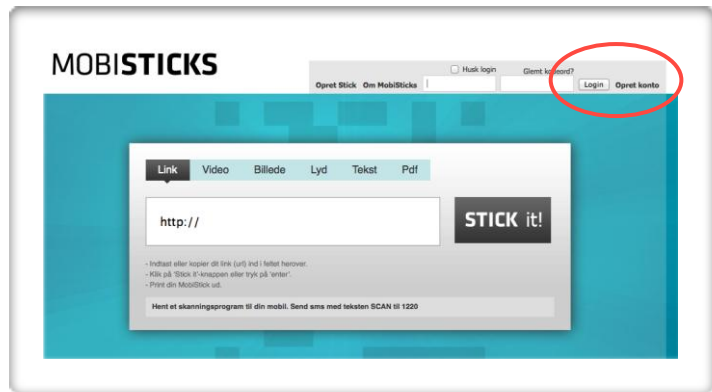 MOBISTICKS
Husk login Glemt kodeord?
Opret Stick Om MobiSticks Login Opret konto
Link Video Billede Lyd Tekst Pdf
http:// STICK it!
- Indtast eller kopier dit link (url) ind i feltet herover.
- Klik på 'Stick it'-knappen eller tryk på 'enter'.
- Print din MobiStick ud.
Hent et skanningsprogram til din mobil. Send sms med teksten SCAN til 1220